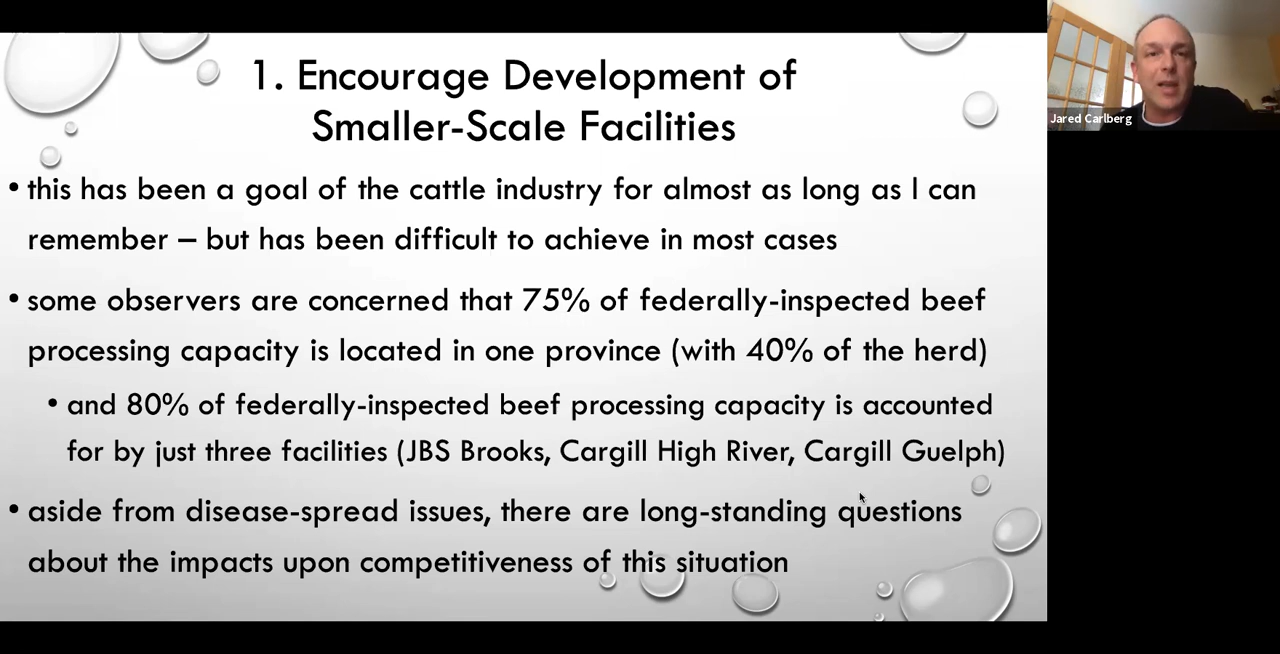 1. Encourage Development of
Smaller-Scale Facilities
• this has been a goal of the cattle industry for almost as long as I can
remember – but has been difficult to achieve in most cases
• some observers are concerned that 75% of federally-inspected beef
processing capacity is located in one province (with 40% of the herd)
• and 80% of federally-inspected beef processing capacity is accounted
for by just three facilities (JBS Brooks, Cargill High River, Cargill Guelph)
• aside from disease-spread issues, there are long-standing questions
about the impacts upon competitiveness of this situation
Jared Carlberg